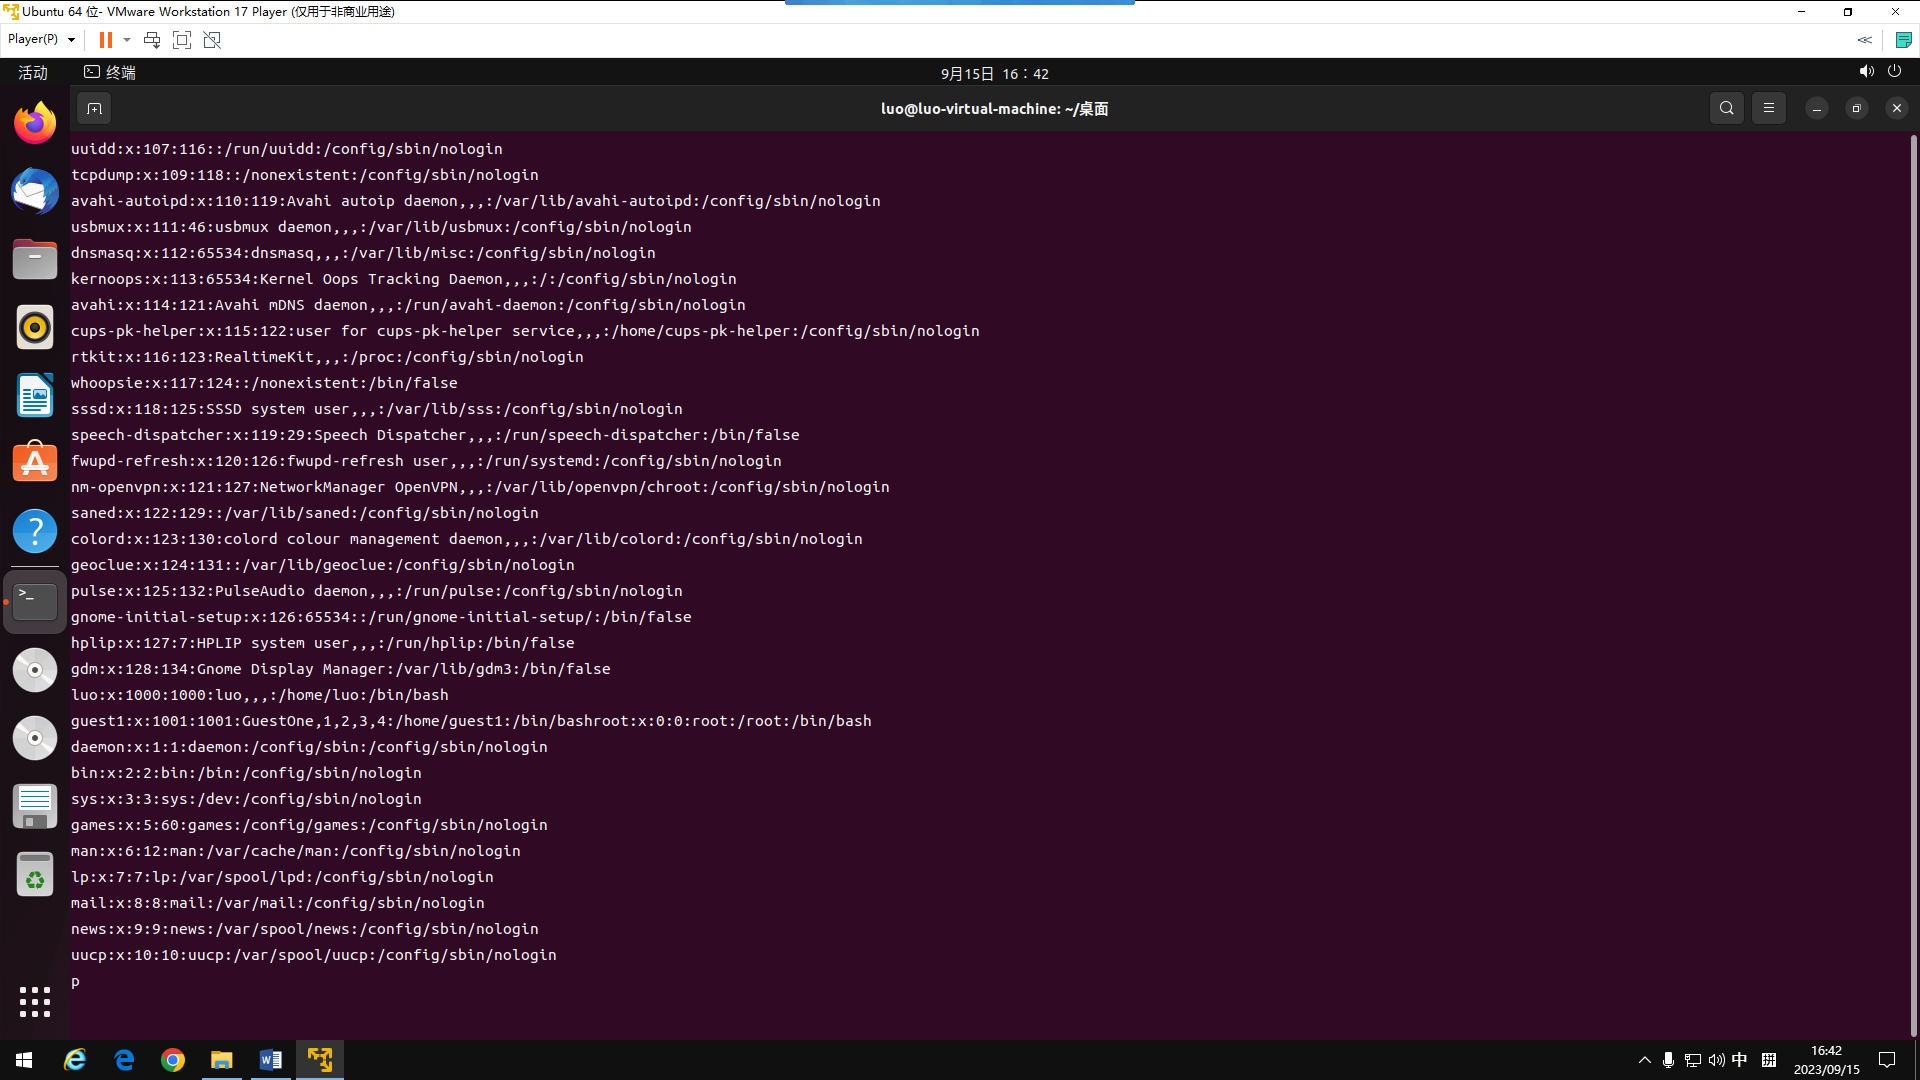 Ubuntu 64 位- VMware Workstation 17 Player (仅用于非商业用途)
Player(P)
活动
终端
9月15日 16：42
luo@luo-virtual-machine: ~/桌面
uuidd:x:107:116::/run/uuidd:/config/sbin/nologin
tcpdump:x:109:118::/nonexistent:/config/sbin/nologin
avahi-autoipd:x:110:119:Avahi autoip daemon,,,:/var/lib/avahi-autoipd:/config/sbin/nologin
usbmux:x:111:46:usbmux daemon,,,:/var/lib/usbmux:/config/sbin/nologin
dnsmasq:x:112:65534:dnsmasq,,,:/var/lib/misc:/config/sbin/nologin
kernoops:x:113:65534:Kernel Oops Tracking Daemon,,,:/:/config/sbin/nologin
avahi:x:114:121:Avahi mDNS daemon,,,:/run/avahi-daemon:/config/sbin/nologin
cups-pk-helper:x:115:122:user for cups-pk-helper service,,,:/home/cups-pk-helper:/config/sbin/nologin
rtkit:x:116:123:RealtimeKit,,,:/proc:/config/sbin/nologin
whoopsie:x:117:124::/nonexistent:/bin/false
sssd:x:118:125:SSSD system user,,,:/var/lib/sss:/config/sbin/nologin
speech-dispatcher:x:119:29:Speech Dispatcher,,,:/run/speech-dispatcher:/bin/false
fwupd-refresh:x:120:126:fwupd-refresh user,,,:/run/systemd:/config/sbin/nologin
nm-openvpn:x:121:127:NetworkManager OpenVPN,,,:/var/lib/openvpn/chroot:/config/sbin/nologin
saned:x:122:129::/var/lib/saned:/config/sbin/nologin
colord:x:123:130:colord colour management daemon,,,:/var/lib/colord:/config/sbin/nologin
geoclue:x:124:131::/var/lib/geoclue:/config/sbin/nologin
pulse:x:125:132:PulseAudio daemon,,,:/run/pulse:/config/sbin/nologin
gnome-initial-setup:x:126:65534::/run/gnome-initial-setup/:/bin/false
hplip:x:127:7:HPLIP system user,,,:/run/hplip:/bin/false
gdm:x:128:134:Gnome Display Manager:/var/lib/gdm3:/bin/false
luo:x:1000:1000:luo,,,:/home/luo:/bin/bash
guest1:x:1001:1001:GuestOne,1,2,3,4:/home/guest1:/bin/bashroot:x:0:0:root:/root:/bin/bash
daemon:x:1:1:daemon:/config/sbin:/config/sbin/nologin
bin:x:2:2:bin:/bin:/config/sbin/nologin
sys:x:3:3:sys:/dev:/config/sbin/nologin
games:x:5:60:games:/config/games:/config/sbin/nologin
man:x:6:12:man:/var/cache/man:/config/sbin/nologin
lp:x:7:7:lp:/var/spool/lpd:/config/sbin/nologin
mail:x:8:8:mail:/var/mail:/config/sbin/nologin
news:x:9:9:news:/var/spool/news:/config/sbin/nologin
uucp:x:10:10:uucp:/var/spool/uucp:/config/sbin/nologin
p
中
16:42
2023/09/15